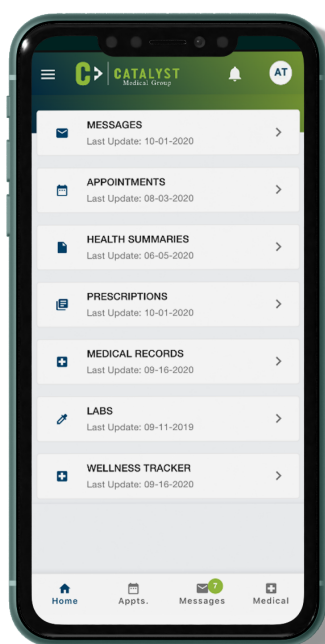 CATALYST
Medical Group
AT
MESSAGES
Last Update: 10-01-2020
APPOINTMENTS
Last Update: 08-03-2020
HEALTH SUMMARIES
Last Update: 06-05-2020
PRESCRIPTIONS
Last Update: 10-01-2020
MEDICAL RECORDS
Last Update: 09-16-2020
LABS
Last Update: 09-11-2019
WELLNESS TRACKER
Last Update: 09-16-2020
7
Home Appts. Messages Medical